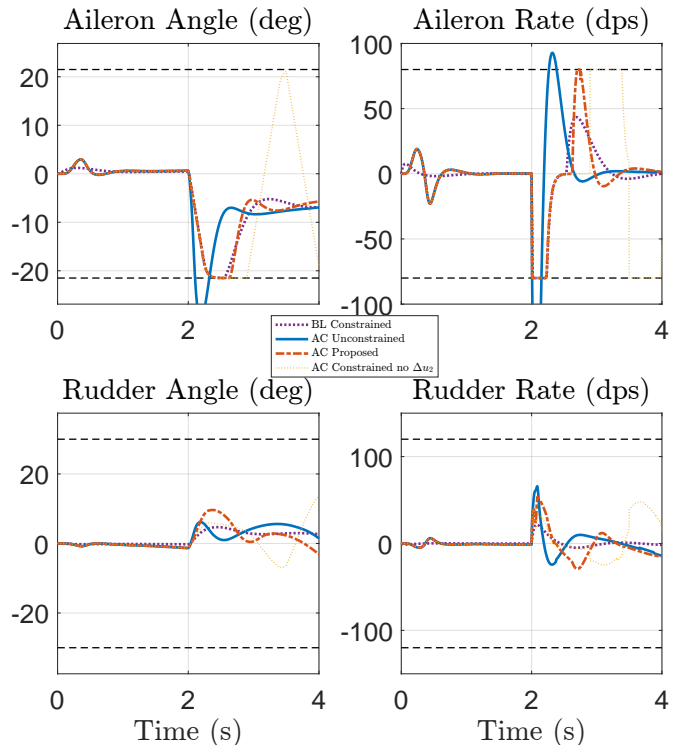 Aileron Angle (deg)
Aileron Rate (dps)
20
10
0
-10
-20
0
2
4
100
50
0
-50
-100
0
2
4
BL Constrained
AC Unconstrained
AC Proposed
AC Constrained no Δu₂
Rudder Angle (deg)
Rudder Rate (dps)
20
0
-20
0
2
4
Time (s)
100
0
-100
0
2
4
Time (s)